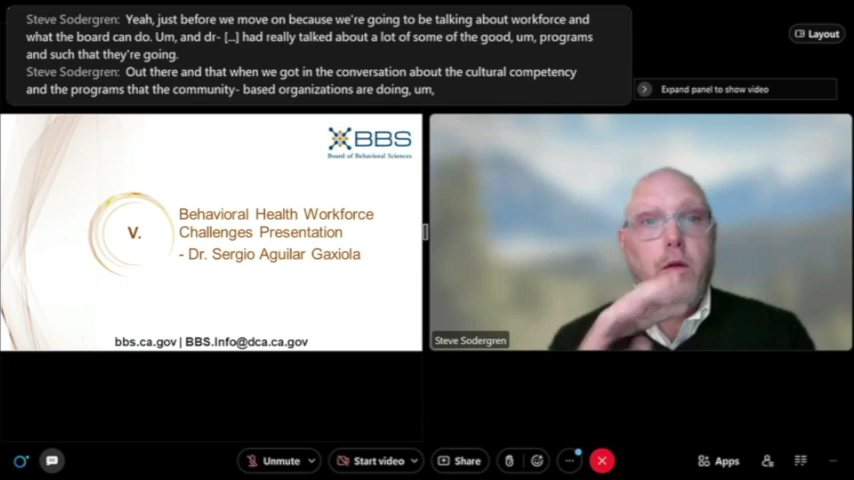 Steve Sodergren: Yeah, just before we move on because we're going to be talking about workforce and
what the board can do. Um, and dr- [...] had really talked about a lot of some of the good, um, programs
and such that they're going.
Steve Sodergren: Out there and that when we got in the conversation about the cultural competency
and the programs that the community- based organizations are doing, um,
Layout
Expand panel to show video
BBS
Board of Behavioral Sciences
V.
Behavioral Health Workforce
Challenges Presentation
- Dr. Sergio Aguilar Gaxiola
bbs.ca.gov | BBS.Info@dca.ca.gov
Steve Sodergren
Unmute
Start video
Share
Apps